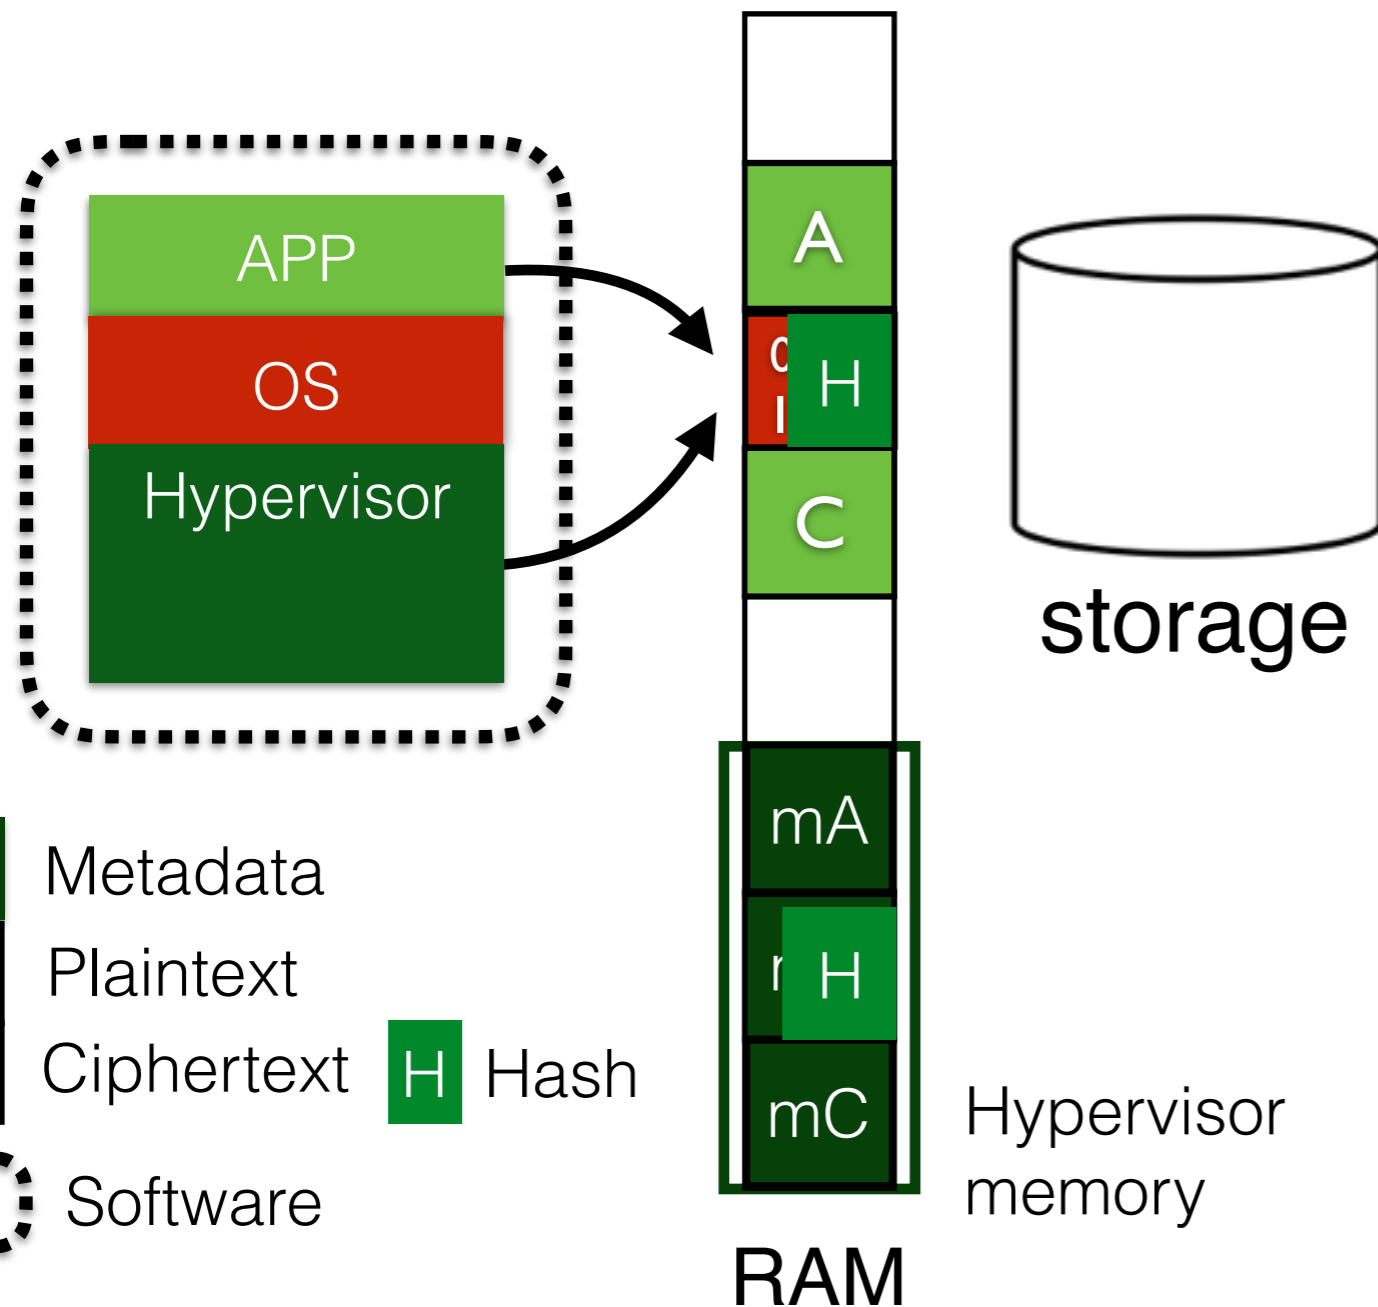 APP
OS
Hypervisor
A
H
C
storage
mA
H
mC
Hypervisor
memory
RAM
Metadata
Plaintext
Ciphertext
H
Hash
Software